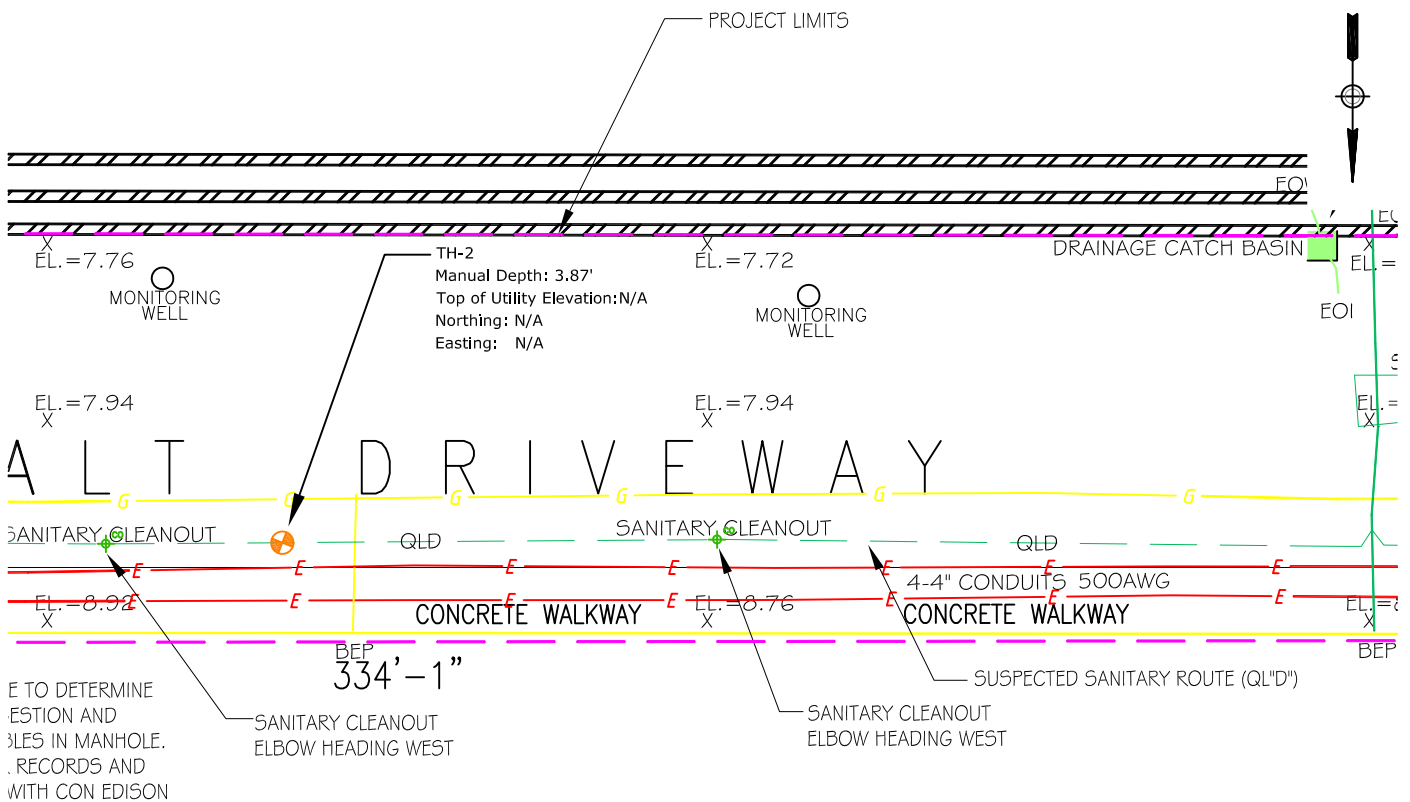 PROJECT LIMITS
EL.=7.76
MONITORING
WELL
TH-2
Manual Depth: 3.87'
Top of Utility Elevation:N/A
Northing: N/A
Easting: N/A
EL.=7.72
MONITORING
WELL
DRAINAGE CATCH BASIN
EL.=
EOI
EL.=7.94
X
EL.=7.94
X
EL.=
X
ALT DRIVEWAY
G G G G G G
SANITARY CLEANOUT
QLD
SANITARY CLEANOUT
QLD
E E E E E E E
4-4" CONDUITS 500AWG
E E E E E E E
EL.=8.92
X
CONCRETE WALKWAY
EL.=8.76
X
CONCRETE WALKWAY
X
BEP
334'-1"
BEP
E TO DETERMINE
ESTION AND
BLES IN MANHOLE.
RECORDS AND
WITH CON EDISON
SANITARY CLEANOUT
ELBOW HEADING WEST
SANITARY CLEANOUT
ELBOW HEADING WEST
SUSPECTED SANITARY ROUTE (QL"D")